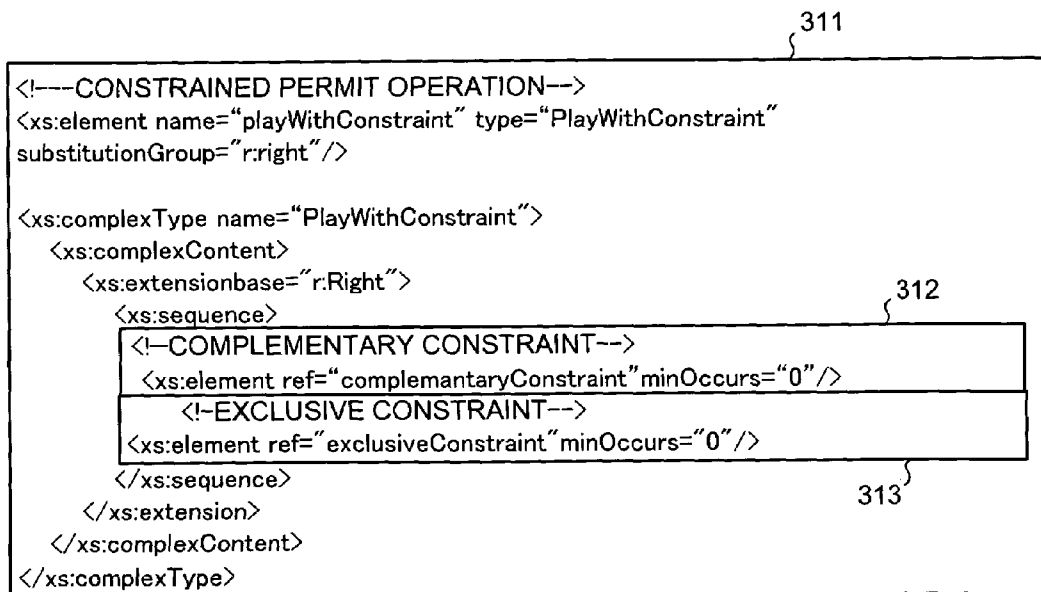 311
<!---CONSTRAINED PERMIT OPERATION-->
<xs:element name="playWithConstraint" type="PlayWithConstraint"
substitutionGroup="r:right"/>
<xs:complexType name="PlayWithConstraint">
<xs:complexContent>
<xs:extensionbase="r:Right">
312
<xs:sequence>
<!–COMPLEMENTARY CONSTRAINT-->
<xs:element ref="complemantaryConstraint"minOccurs="0"/>
<!-EXCLUSIVE CONSTRAINT-->
<xs:element ref="exclusiveConstraint"minOccurs="0"/>
</xs:sequence>
313
</xs:extension>
</xs:complexContent>
</xs:complexType>